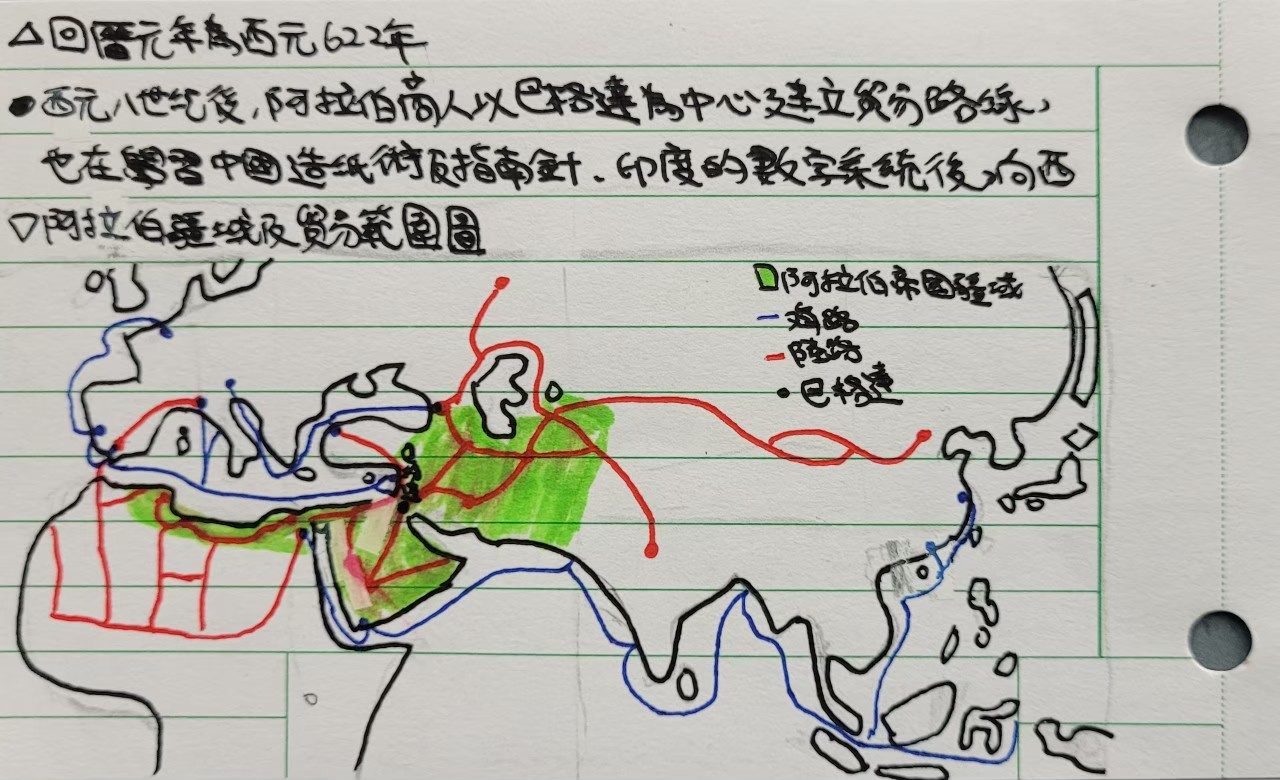 △回曆元年為西元622年
●西元八世紀後,阿拉伯商人以巴格達為中心建立貿易路線,
也在學習中國造紙術及指南針、印度的數字系統後,向西
▽阿拉伯疆域及貿易範圍圖
阿拉伯帝國疆域
海路
陸路
•巴格達